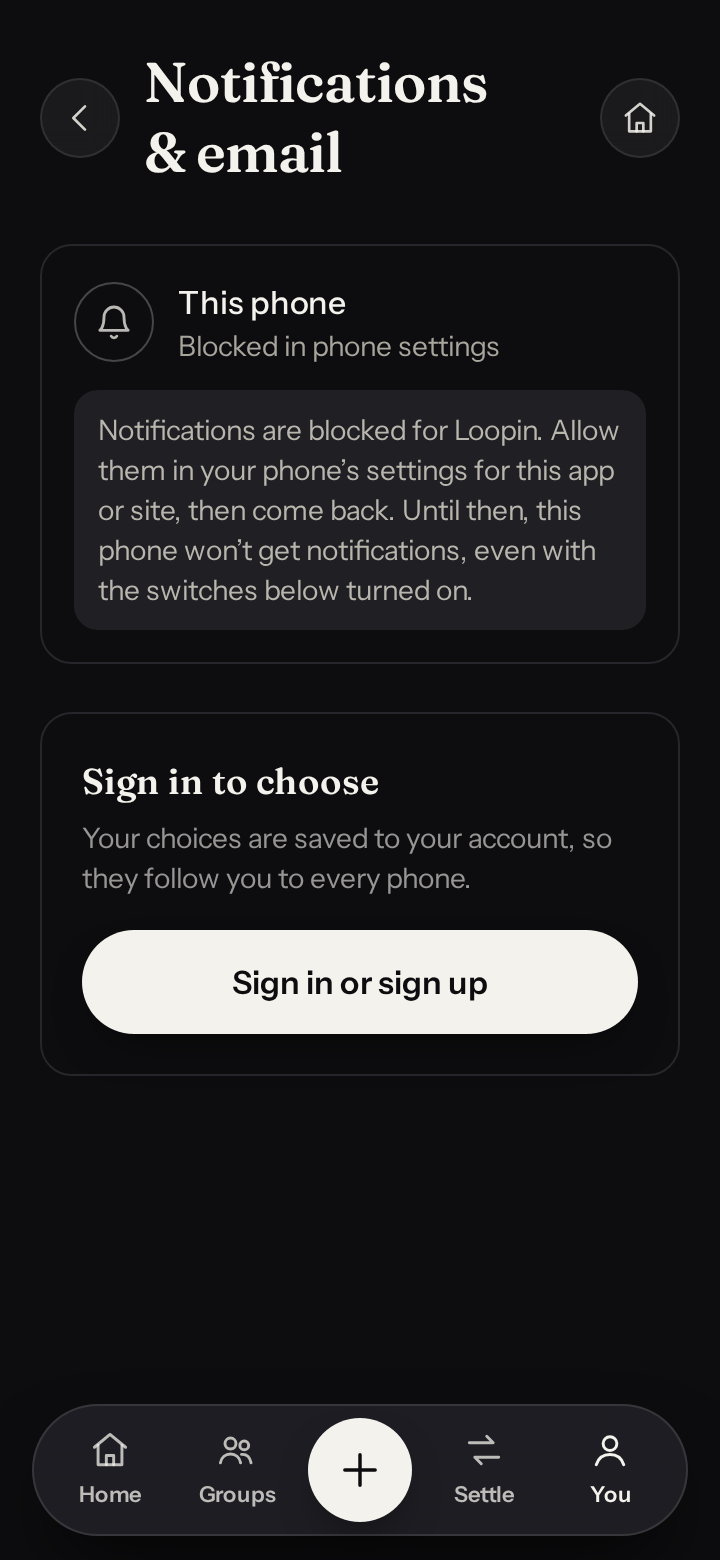 Notifications
& email
This phone
Blocked in phone settings
Notifications are blocked for Loopin. Allow
them in your phone’s settings for this app
or site, then come back. Until then, this
phone won’t get notifications, even with
the switches below turned on.
Sign in to choose
Your choices are saved to your account, so
they follow you to every phone.
Sign in or sign up
Home
Groups
Settle
You